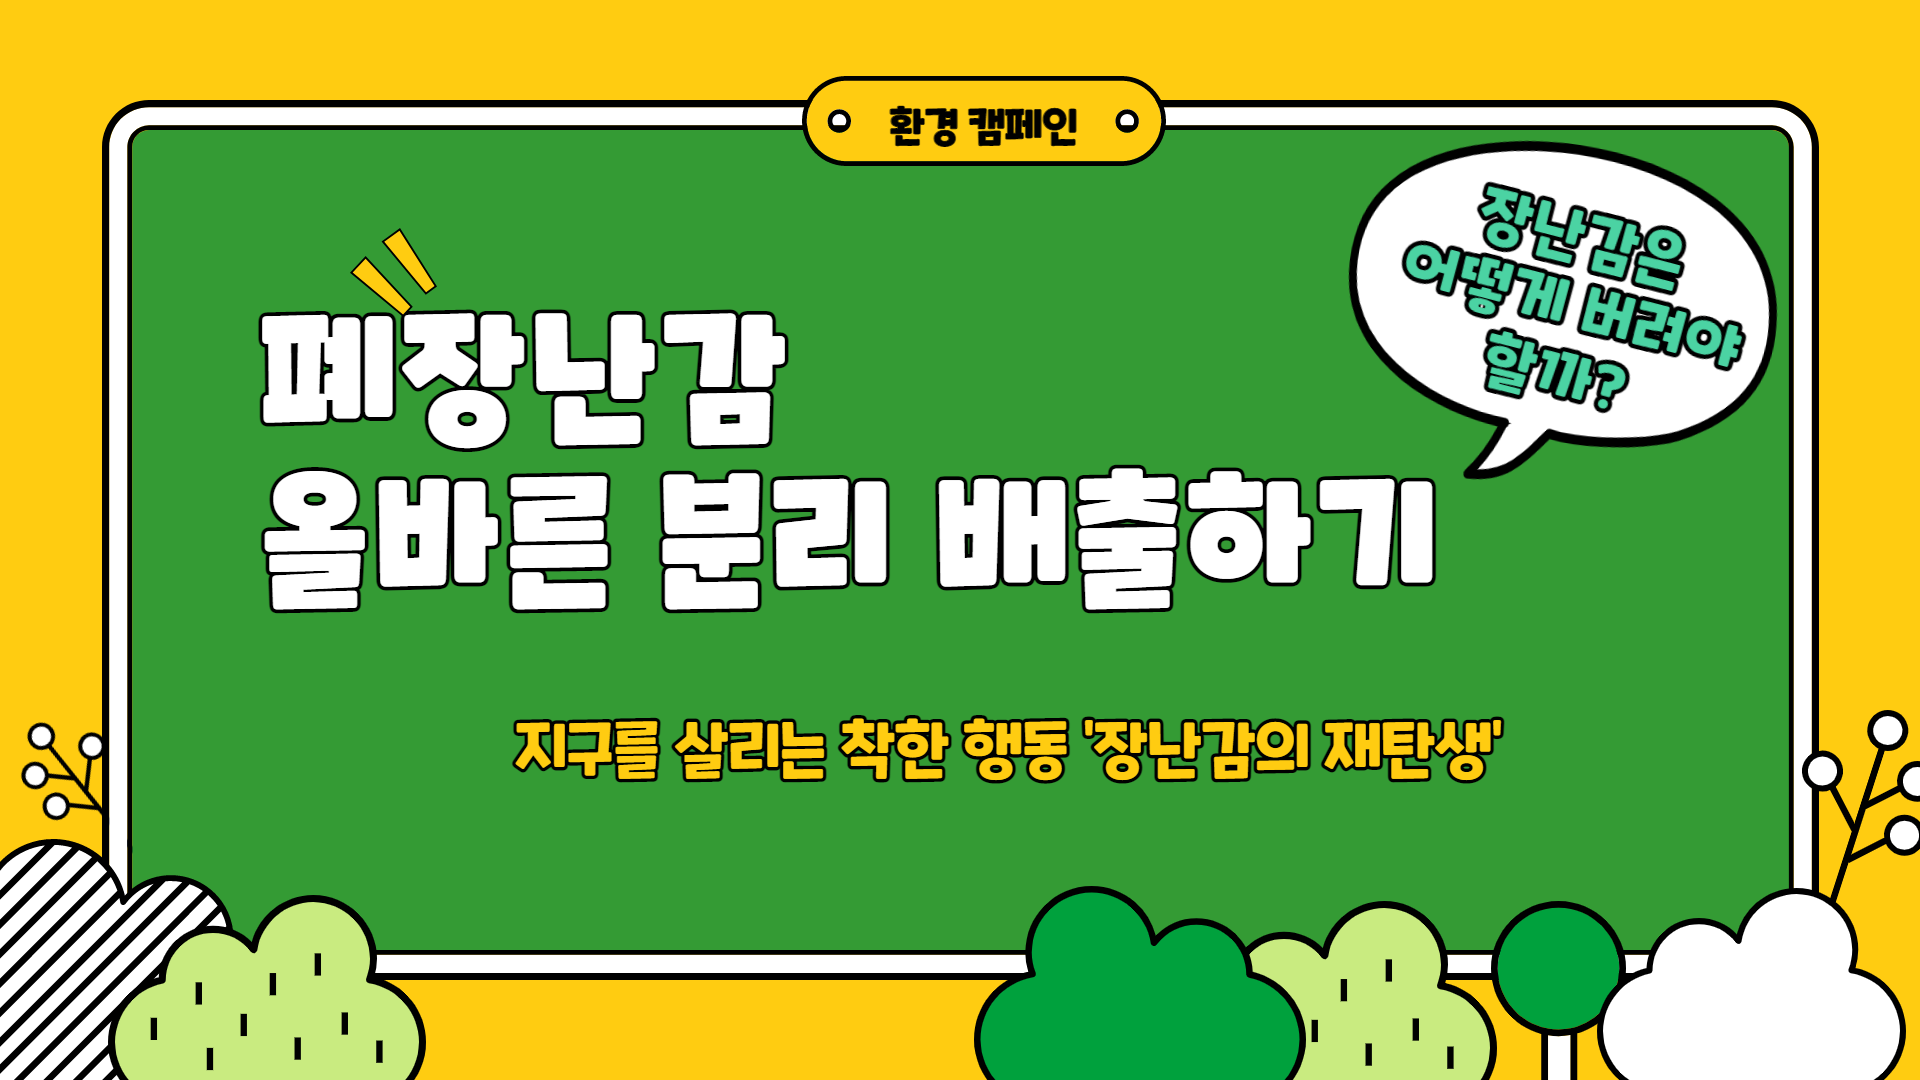 환경 캠페인
장난감은
어떻게 버려야
할까?
폐장난감
올바른 분리 배출하기
지구를 살리는 착한 행동 '장난감의 재탄생'